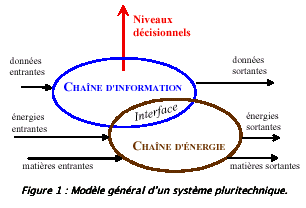 Niveaux
décisionnels
données
entrantes
données
sortantes
CHAÎNE D'INFORMATION
Interface
énergies
entrantes
énergies
sortantes
CHAÎNE D'ÉNERGIE
matières entrantes
matières sortantes
Figure 1 : Modèle général d'un système pluritechnique.